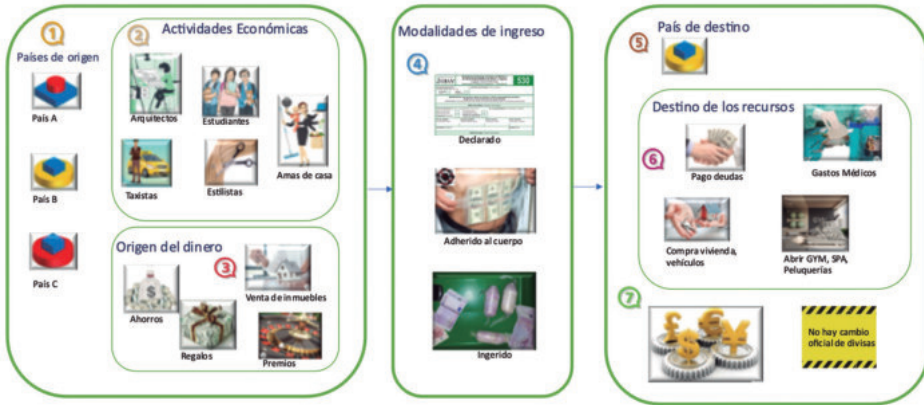 1
Países de origen
País A
País B
País C
2
Actividades Económicas
Arquitectos
Estudiantes
Amas de casa
Taxistas
Estilistas
Origen del dinero
3
Venta de inmuebles
Ahorros
Regalos
Premios
Modalidades de ingreso
4
530
Declarado
Adherido al cuerpo
Ingerido
5
País de destino
Destino de los recursos
6
Pago deudas
Gastos Médicos
Compra vivienda,
vehículos
Abrir GYM, SPA,
Peluquerías
7
£ € $ ¥
No hay cambio
oficial de divisas